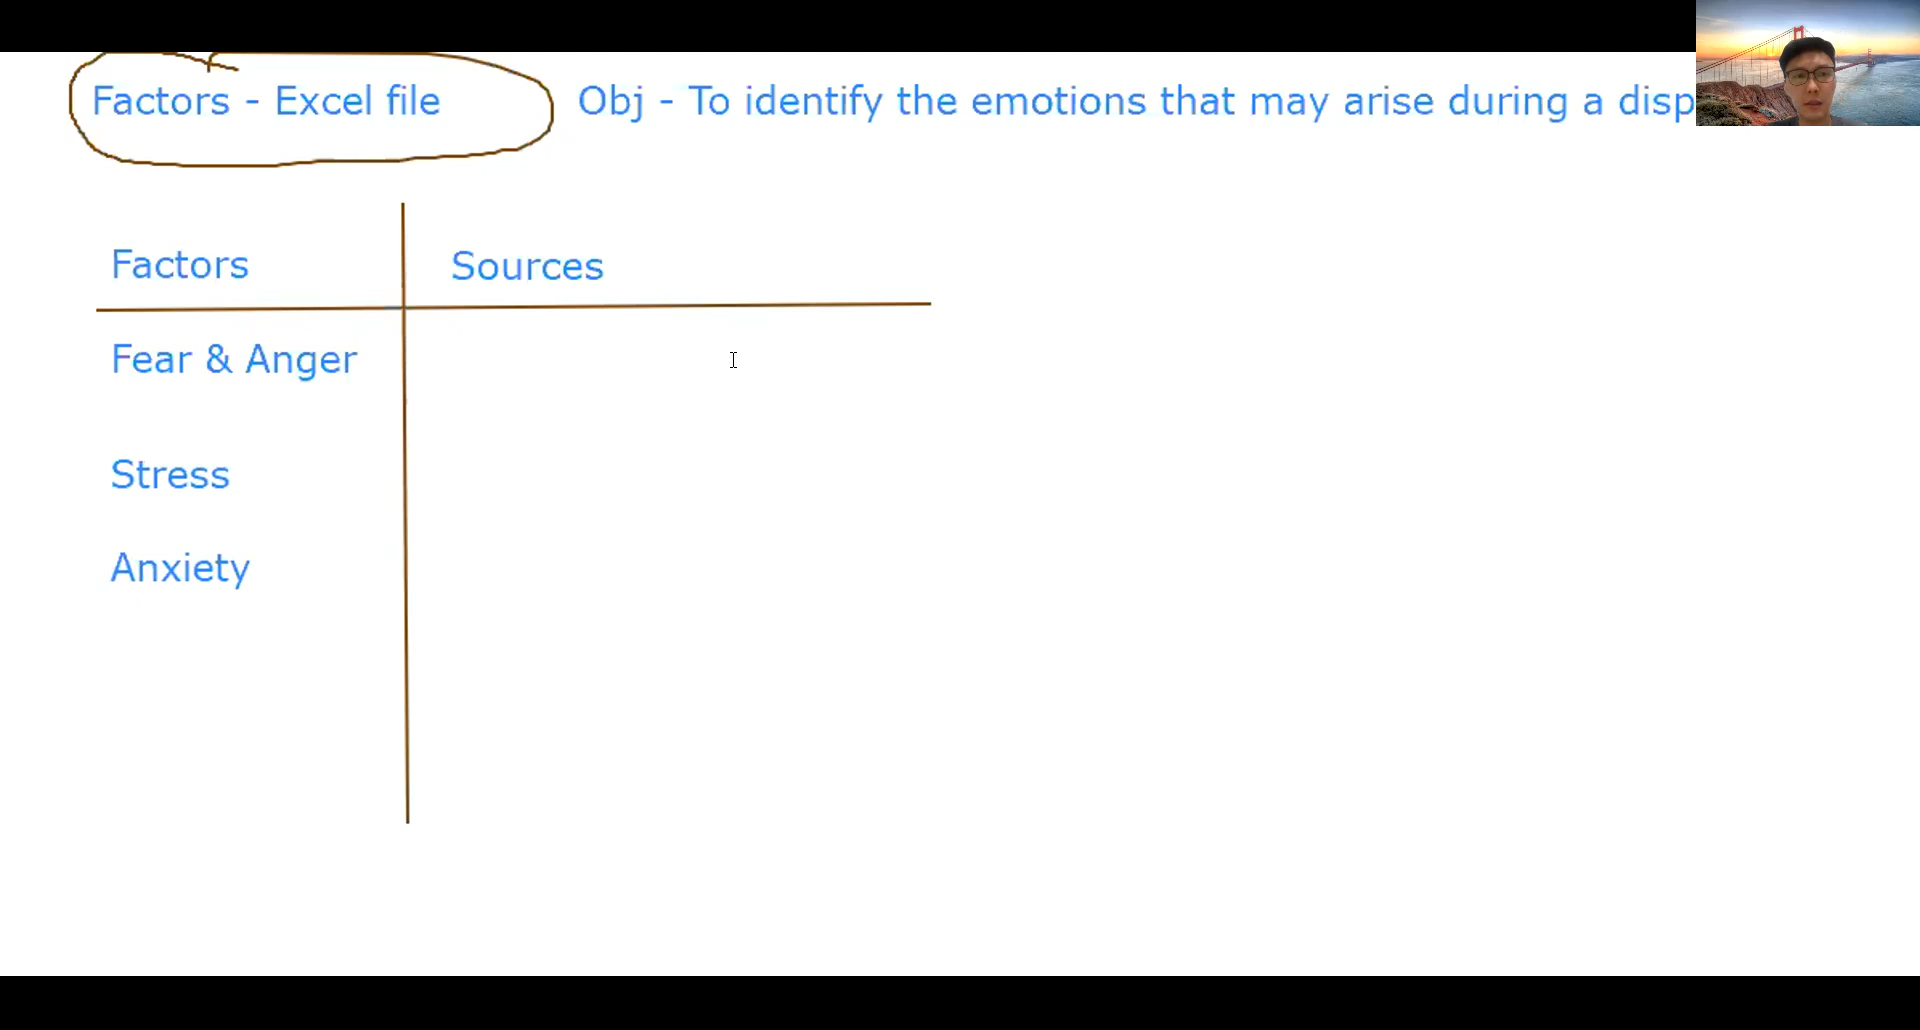 Factors - Excel file
Obj - To identify the emotions that may arise during a disp
Factors
Sources
Fear & Anger
Stress
Anxiety